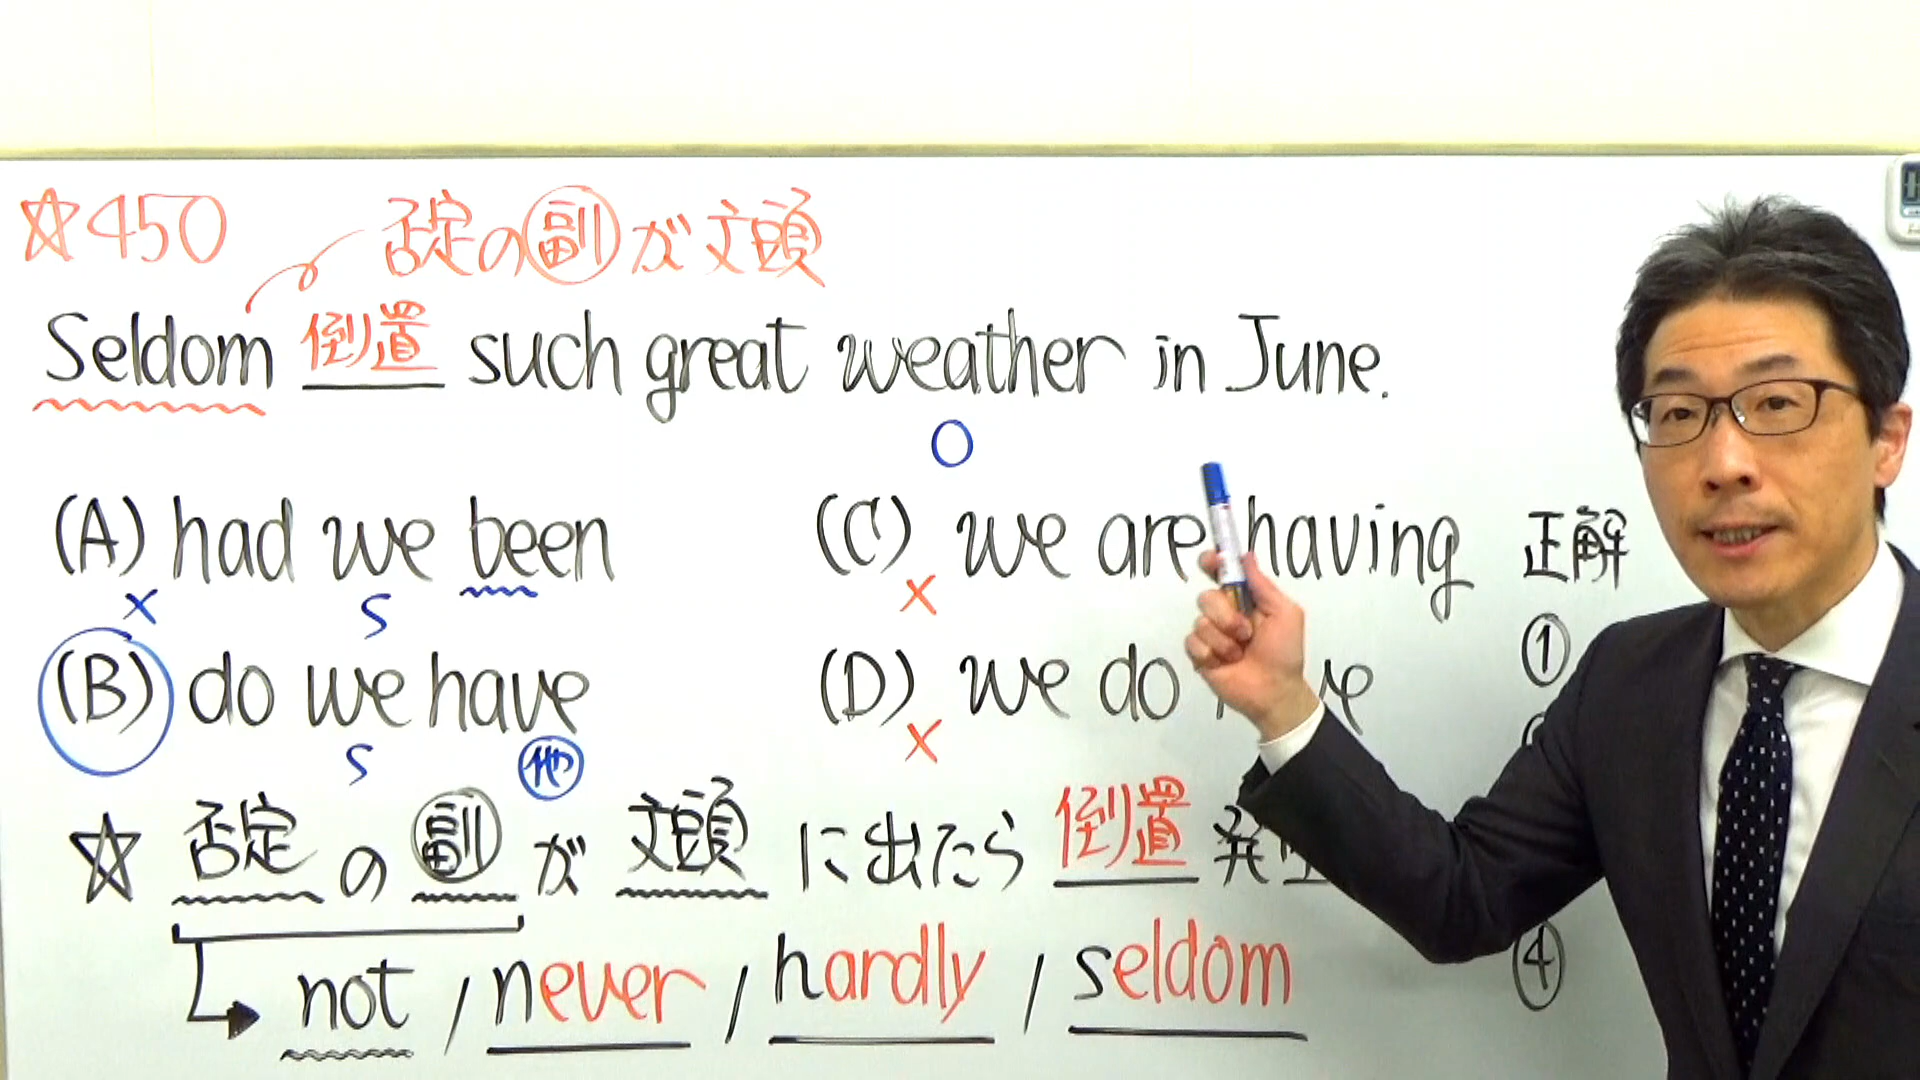 ☆450 否定の副が文頭
Seldom 倒置 such great weather in June.
O
(A) had we been (C) we are having
x S x
(B) do we have (D) we do
S 他 x
正解
①
④
☆ 否定の副が文頭に出たら倒置
not / never / hardly / seldom